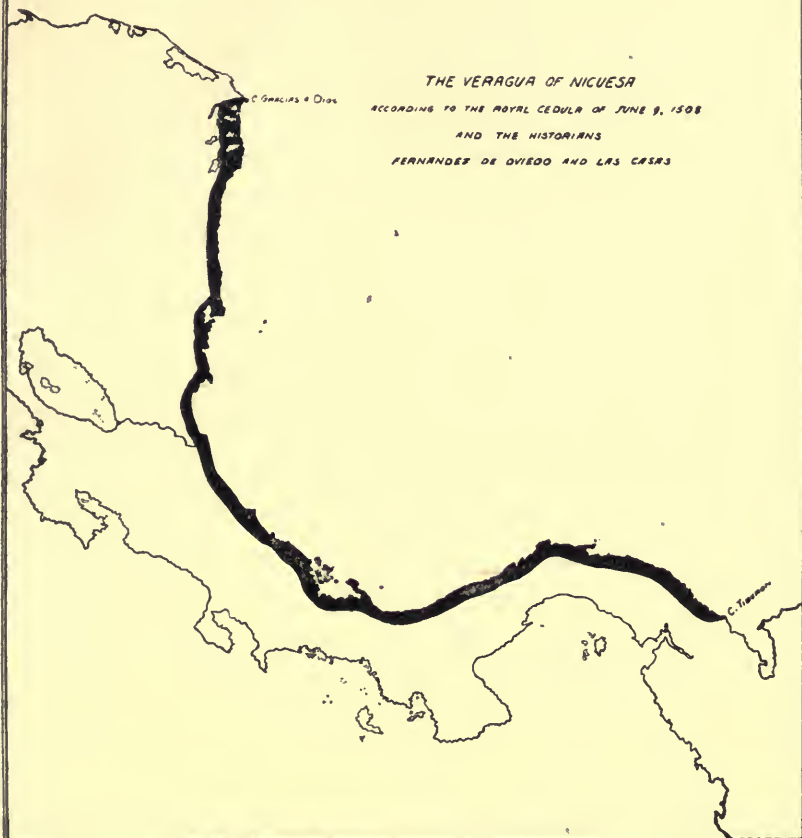 THE VERAGUA OF NICUESA
ACCORDING TO THE ROYAL CEDULA OF JUNE 9, 1508
AND THE HISTORIANS
FERNANDEZ DE OVIEDO AND LAS CASAS
C. GRACIAS A DIOS
C. TIBURON